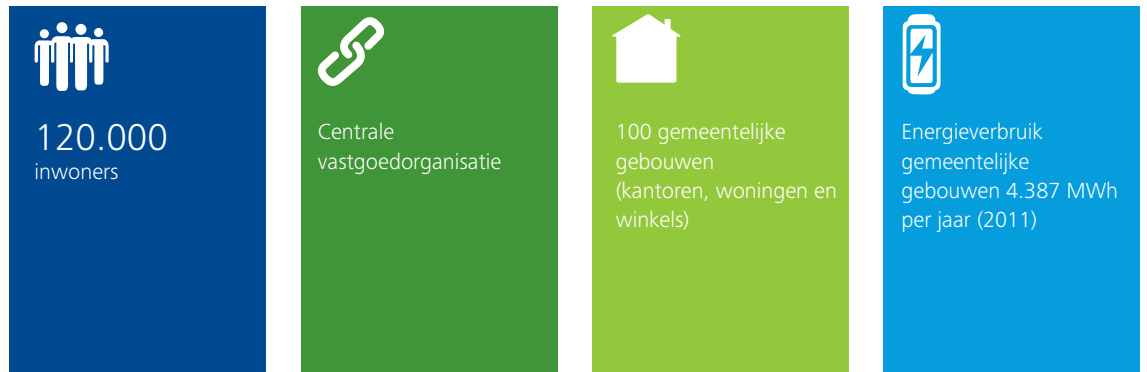 120.000
inwoners
Centrale
vastgoedorganisatie
100 gemeentelijke
gebouwen
(kantoren, woningen en
winkels)
Energieverbruik
gemeentelijke
gebouwen 4.387 MWh
per jaar (2011)